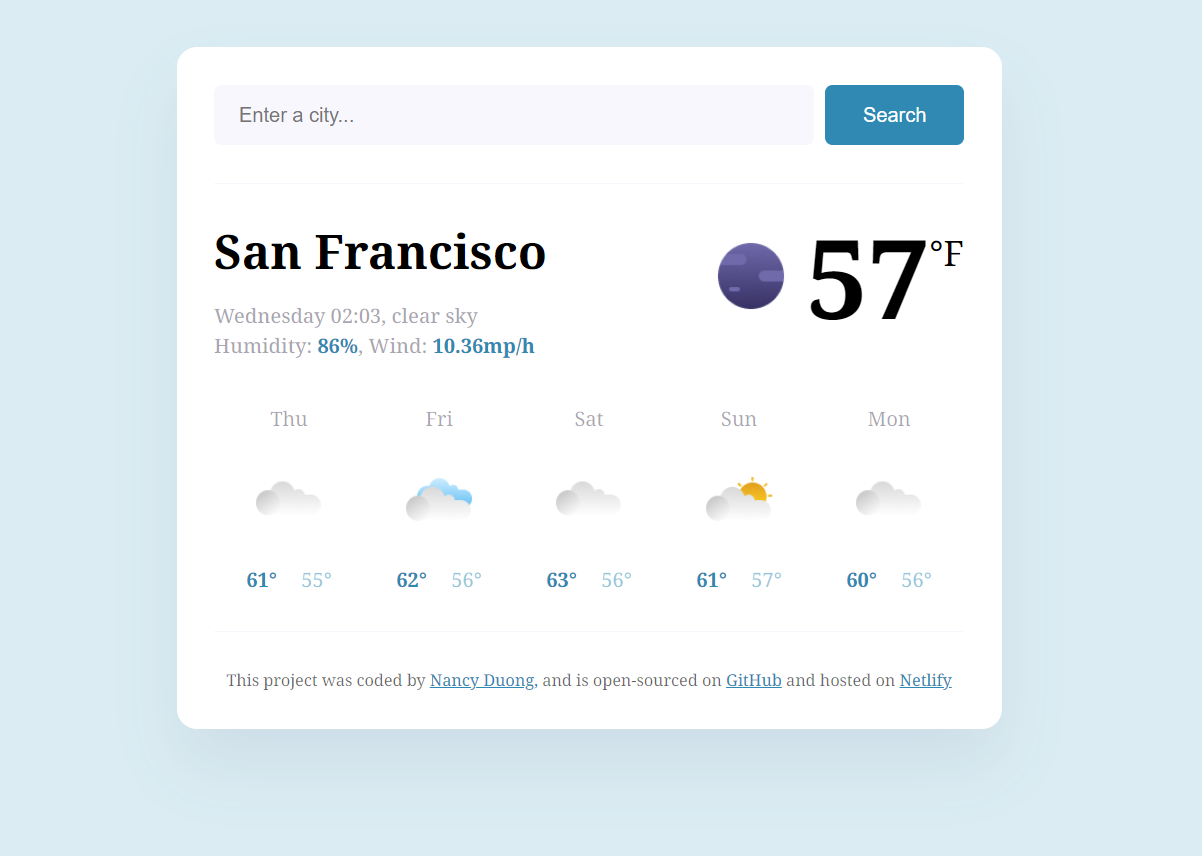 Enter a city...
Search
San Francisco
57°F
Wednesday 02:03, clear sky
Humidity: 86%, Wind: 10.36mp/h
Thu Fri Sat Sun Mon
61° 55° 62° 56° 63° 56° 61° 57° 60° 56°
This project was coded by Nancy Duong, and is open-sourced on GitHub and hosted on Netlify